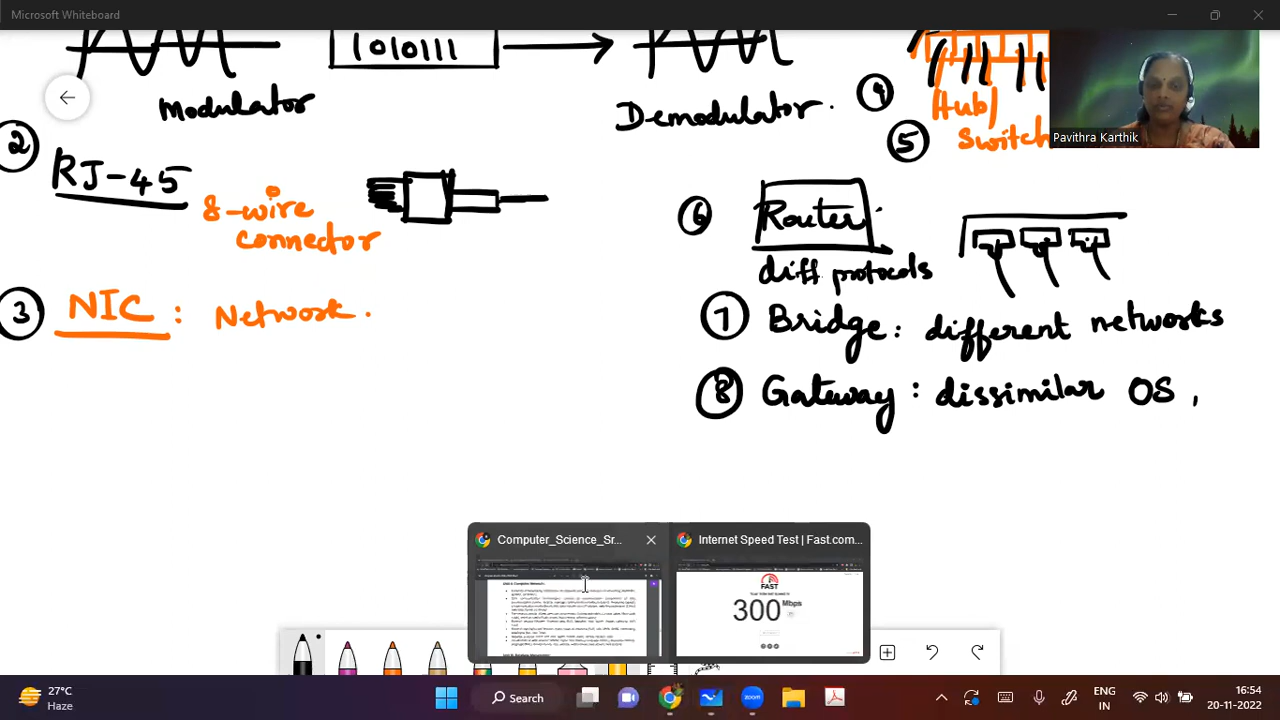 Microsoft Whiteboard
1010111
Modulator
Demodulator.
4
Hub/
5
Switch
Pavithra Karthik
2
RJ-45
8-wire
connector
3
NIC : Network.
6
Router
diff protocols
7 Bridge: different networks
8 Gateway: dissimilar OS,
Computer_Science_Sr...
Internet Speed Test | Fast.com...
FAST
300 Mbps
27°C
Haze
Search
ENG
IN
16:54
20-11-2022